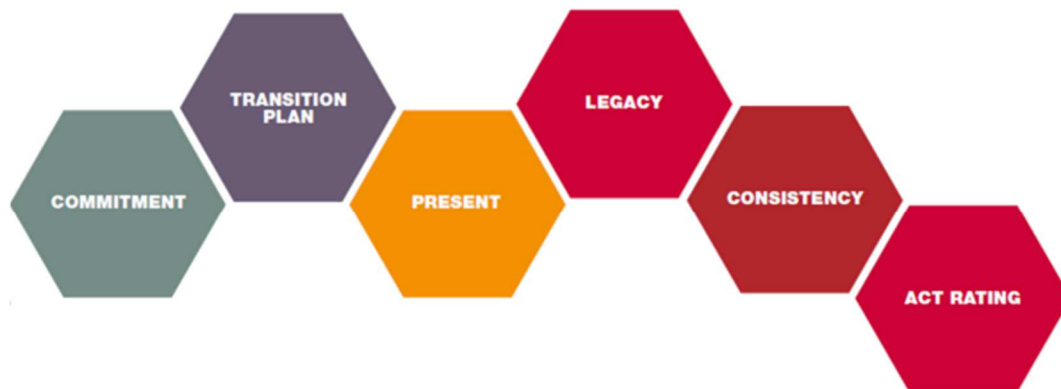 COMMITMENT
TRANSITION
PLAN
PRESENT
LEGACY
CONSISTENCY
ACT RATING